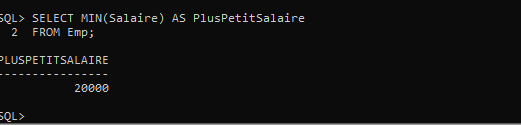 SQL> SELECT MIN(Salaire) AS PlusPetitSalaire
2 FROM Emp;
PLUSPETITSALAIRE
----------------
20000
SQL>